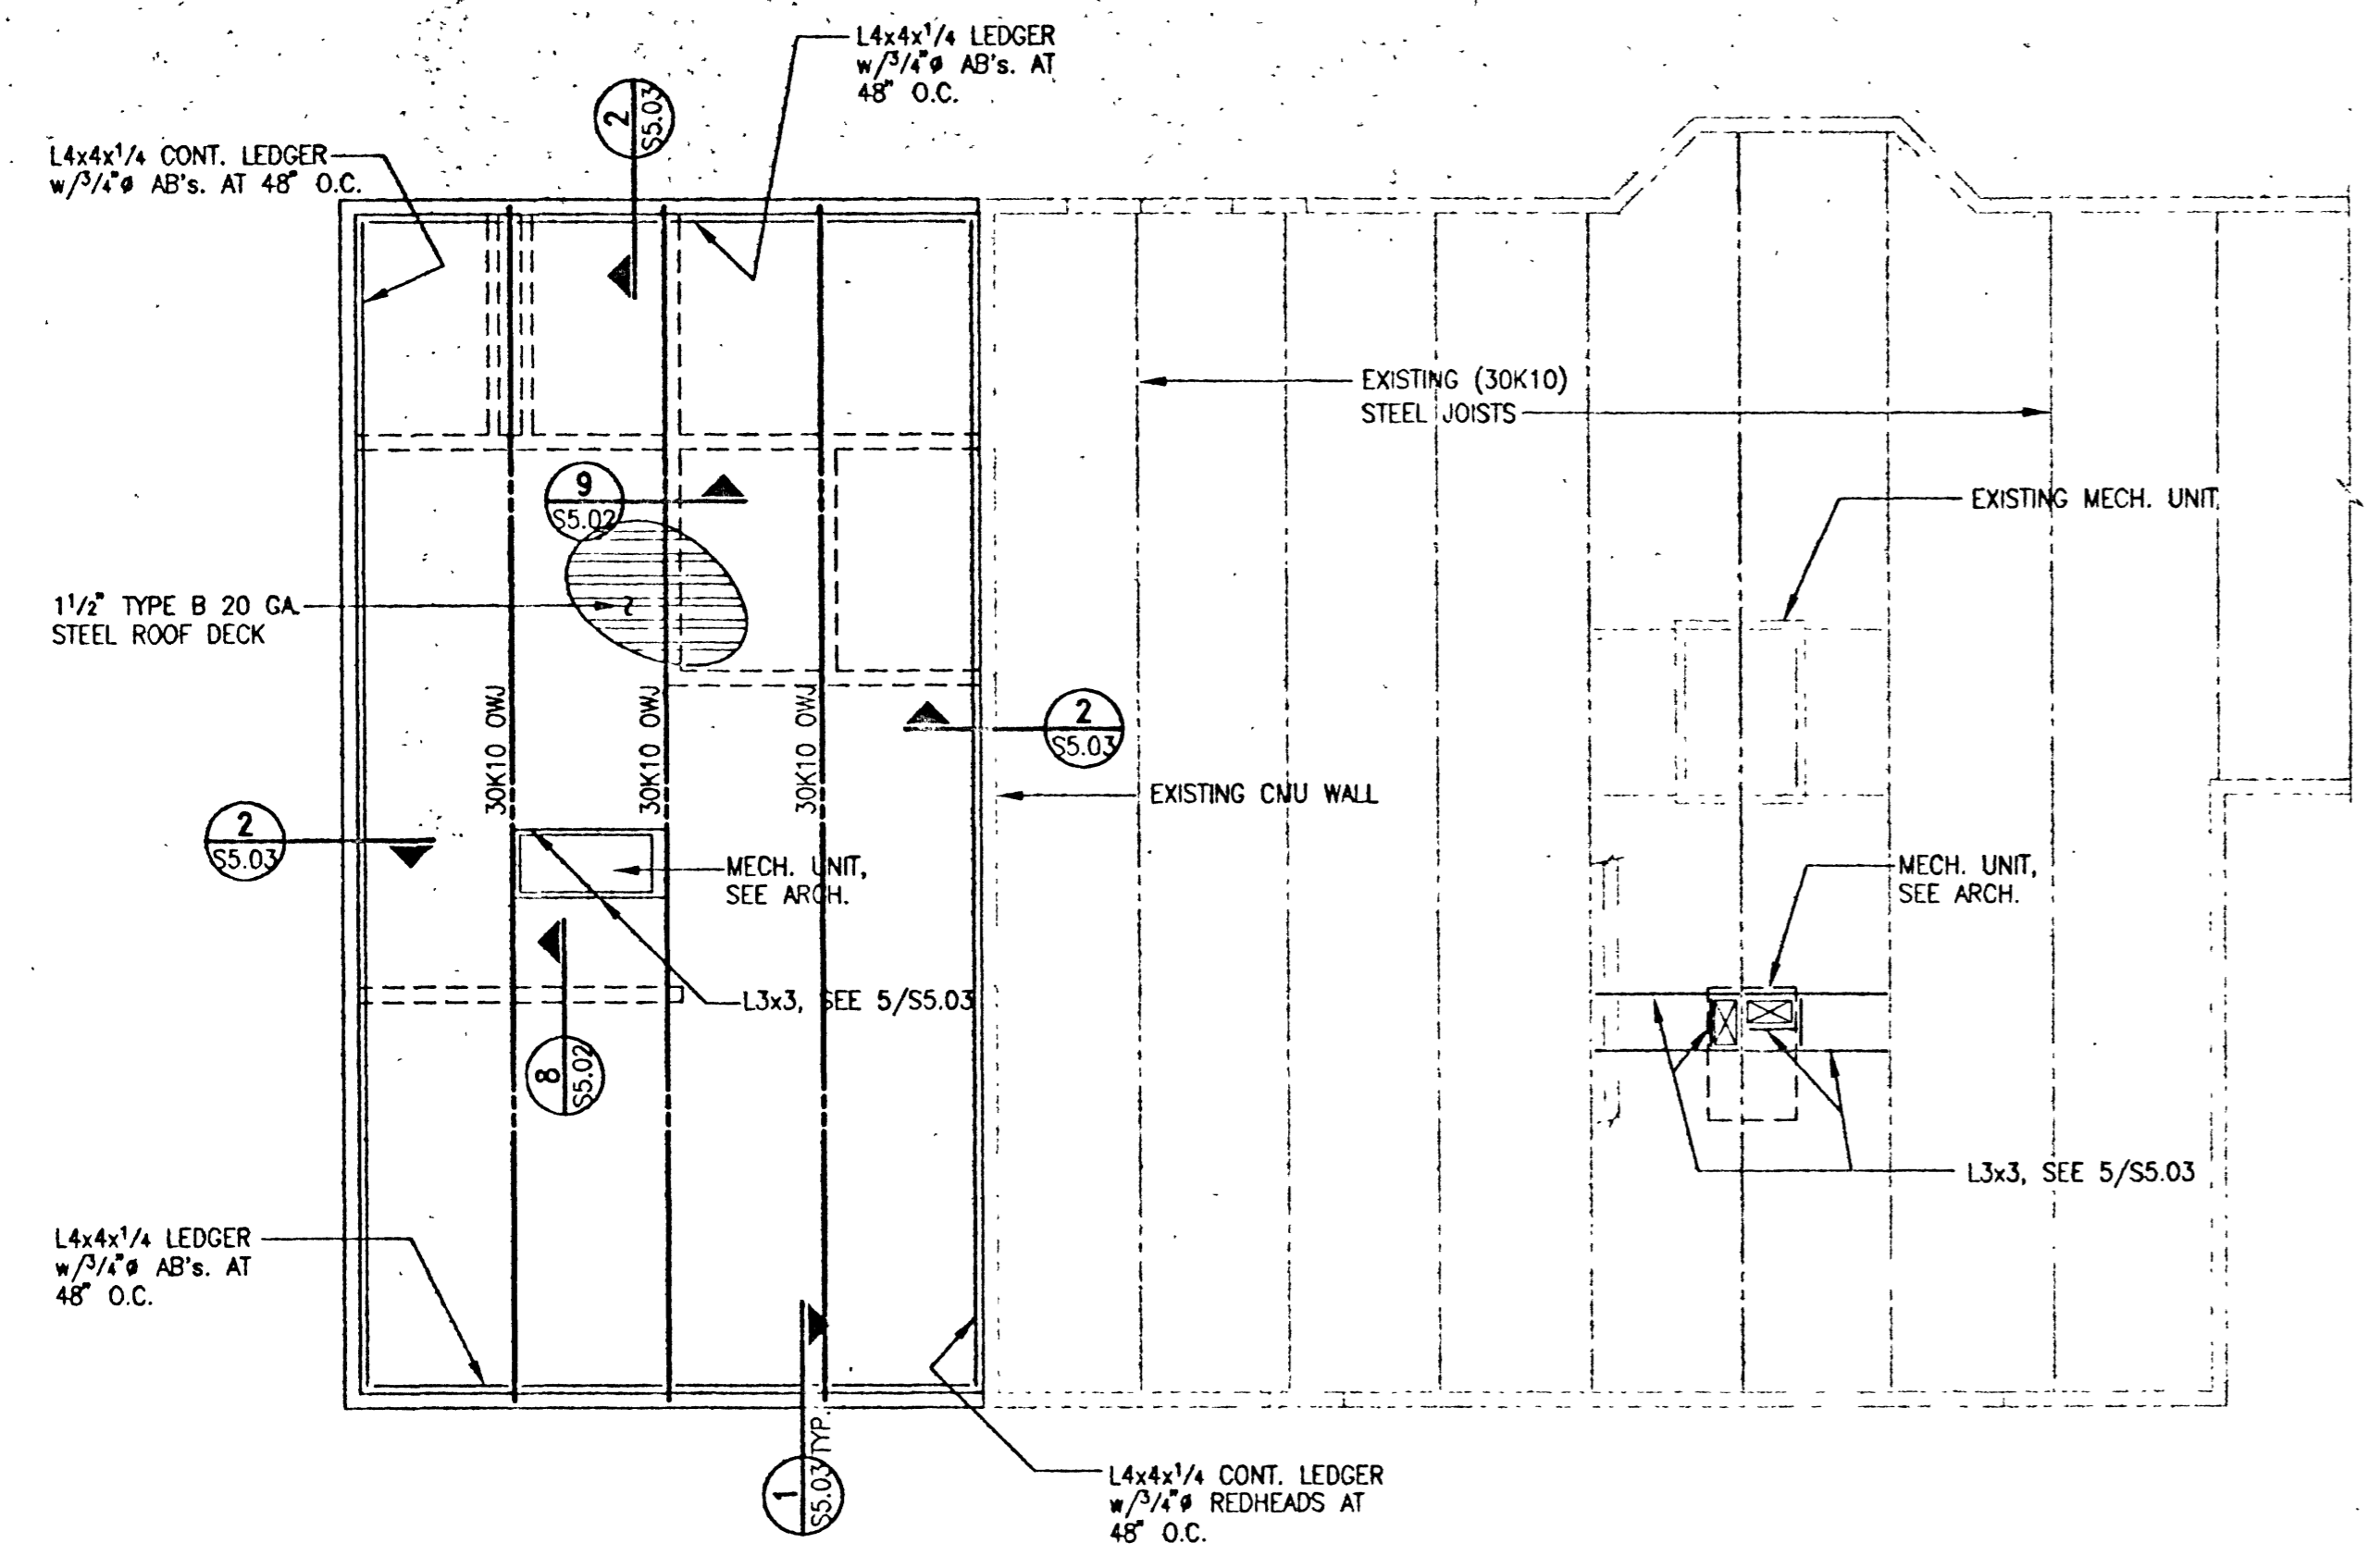 L4x4x1/4 LEDGER
w/3/4"ø AB's. AT
48" O.C.
2
S5.03
L4x4x1/4 CONT. LEDGER
w/3/4"ø AB's. AT 48" O.C.
EXISTING (30K10)
STEEL JOISTS
9
S5.02
EXISTING MECH. UNIT
1 1/2" TYPE B 20 GA.
STEEL ROOF DECK
30K10 OWJ
30K10 OWJ
30K10 OWJ
2
S5.03
EXISTING CMU WALL
2
S5.03
MECH. UNIT,
SEE ARCH.
MECH. UNIT,
SEE ARCH.
L3x3, SEE 5/S5.03
8
S5.02
L3x3, SEE 5/S5.03
L4x4x1/4 LEDGER
w/3/4"ø AB's. AT
48" O.C.
1
S5.03 TYP.
L4x4x1/4 CONT. LEDGER
w/3/4"ø REDHEADS AT
48" O.C.